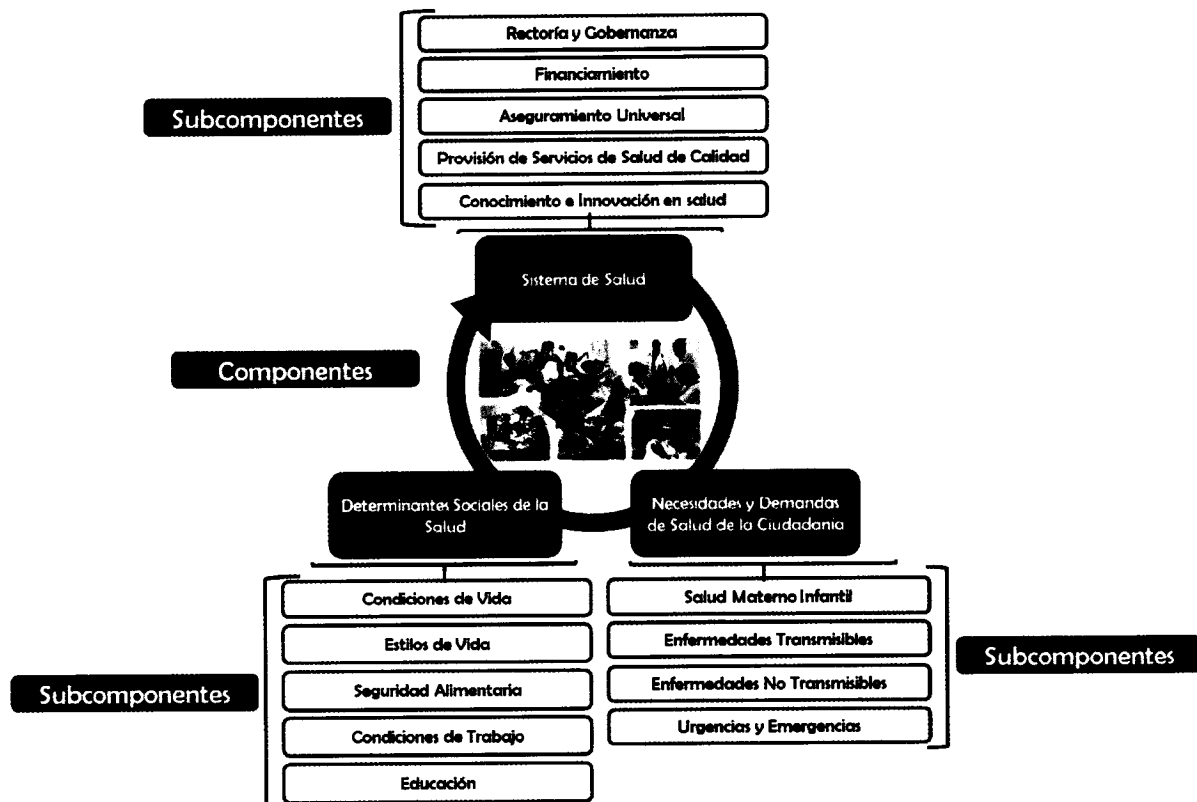 Rectoría y Gobernanza
Financiamiento
Subcomponentes
Aseguramiento Universal
Provisión de Servicios de Salud de Calidad
Conocimiento e Innovación en salud
Sistema de Salud
Componentes
Determinantes Sociales de la
Salud
Necesidades y Demandas
de Salud de la Ciudadania
Condiciones de Vida
Estilos de Vida
Subcomponentes
Seguridad Alimentaria
Condiciones de Trabajo
Educación
Salud Materno Infantil
Enfermedades Transmisibles
Subcomponentes
Enfermedades No Transmisibles
Urgencias y Emergencias